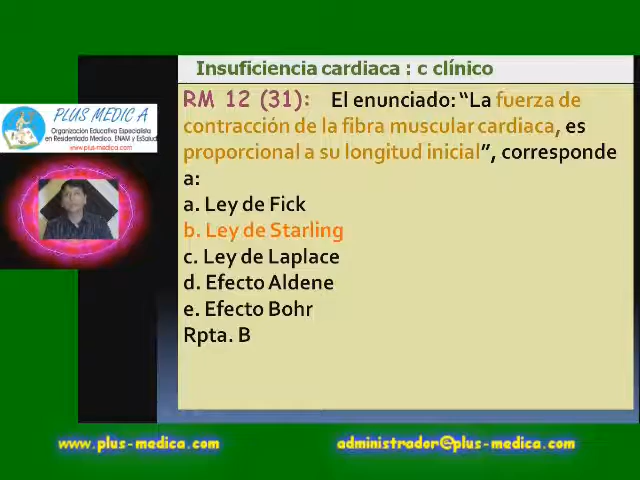 Insuficiencia cardiaca : c clínico
PLUS MEDIC A
Organización Educativa Especialista
en Residentado Medico, ENAM y EsSalud
www.plus-medica.com
RM 12 (31): El enunciado: “La fuerza de
contracción de la fibra muscular cardiaca, es
proporcional a su longitud inicial”, corresponde
a:
a. Ley de Fick
b. Ley de Starling
c. Ley de Laplace
d. Efecto Aldene
e. Efecto Bohr
Rpta. B
www.plus-medica.com
administrador@plus-medica.com